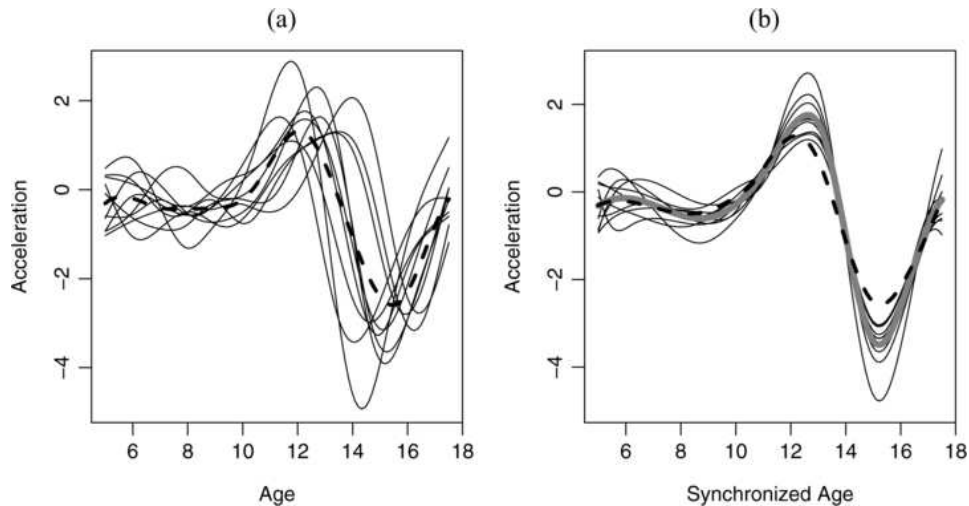 (a)
(b)
2
0
−2
−4
Acceleration
6 8 10 12 14 16 18
Age
2
0
−2
−4
Acceleration
6 8 10 12 14 16 18
Synchronized Age